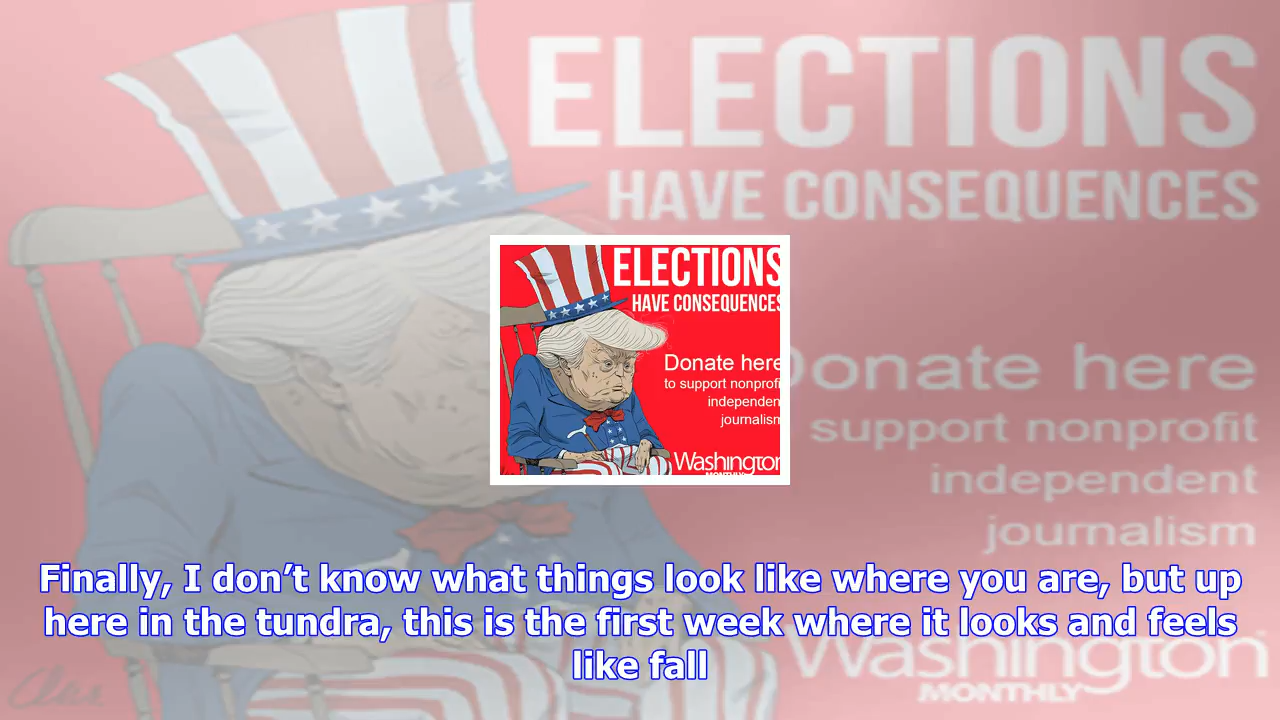 ELECTIONS
HAVE CONSEQUENCES
ELECTIONS
HAVE CONSEQUENCES
Donate here
to support nonprofi
independen
journalism
Washington
MONTHLY
Donate here
support nonprofit
independent
journalism
Washington
MONTHLY
Finally, I don’t know what things look like where you are, but up
here in the tundra, this is the first week where it looks and feels
like fall